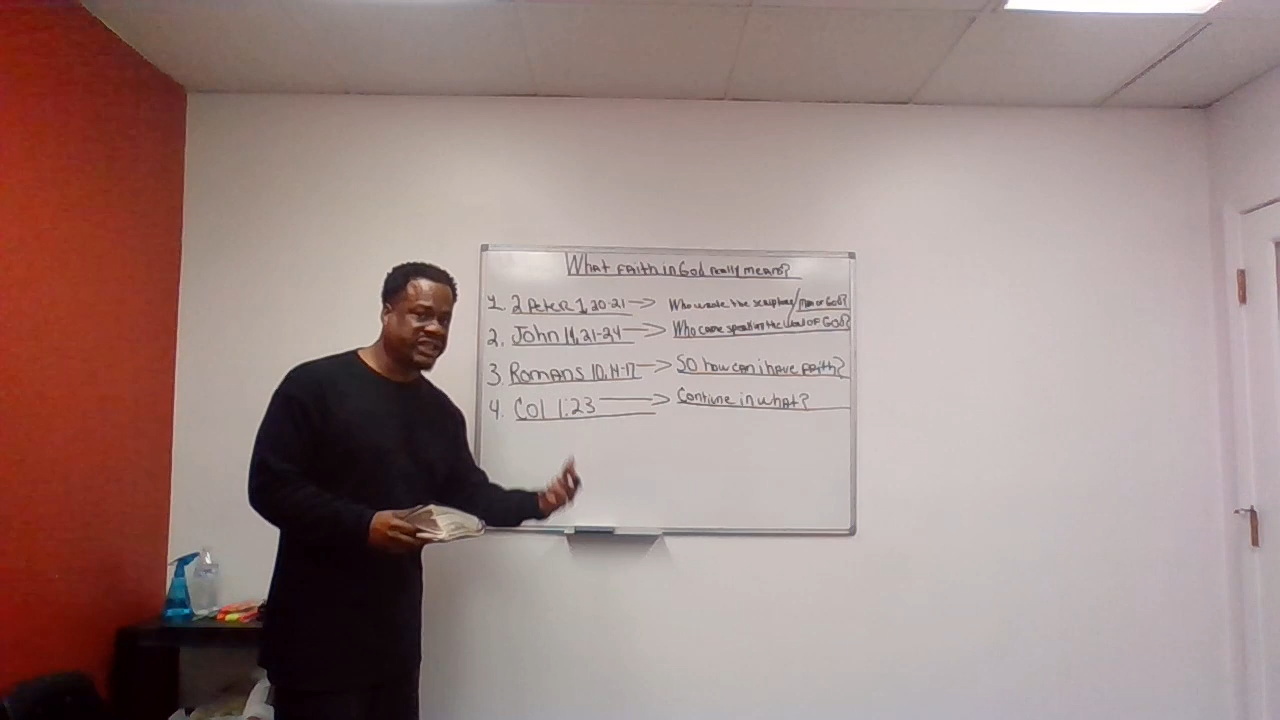 What faith in God really means?
1. 2 Peter 1,20-21 → Who wrote the scriptures/man or God?
2. John 14,21-24 → Who came speaking the word of God?
3. Romans 10,14-17 → So how can i have faith?
4. Col 1:23 → Contiune in what?